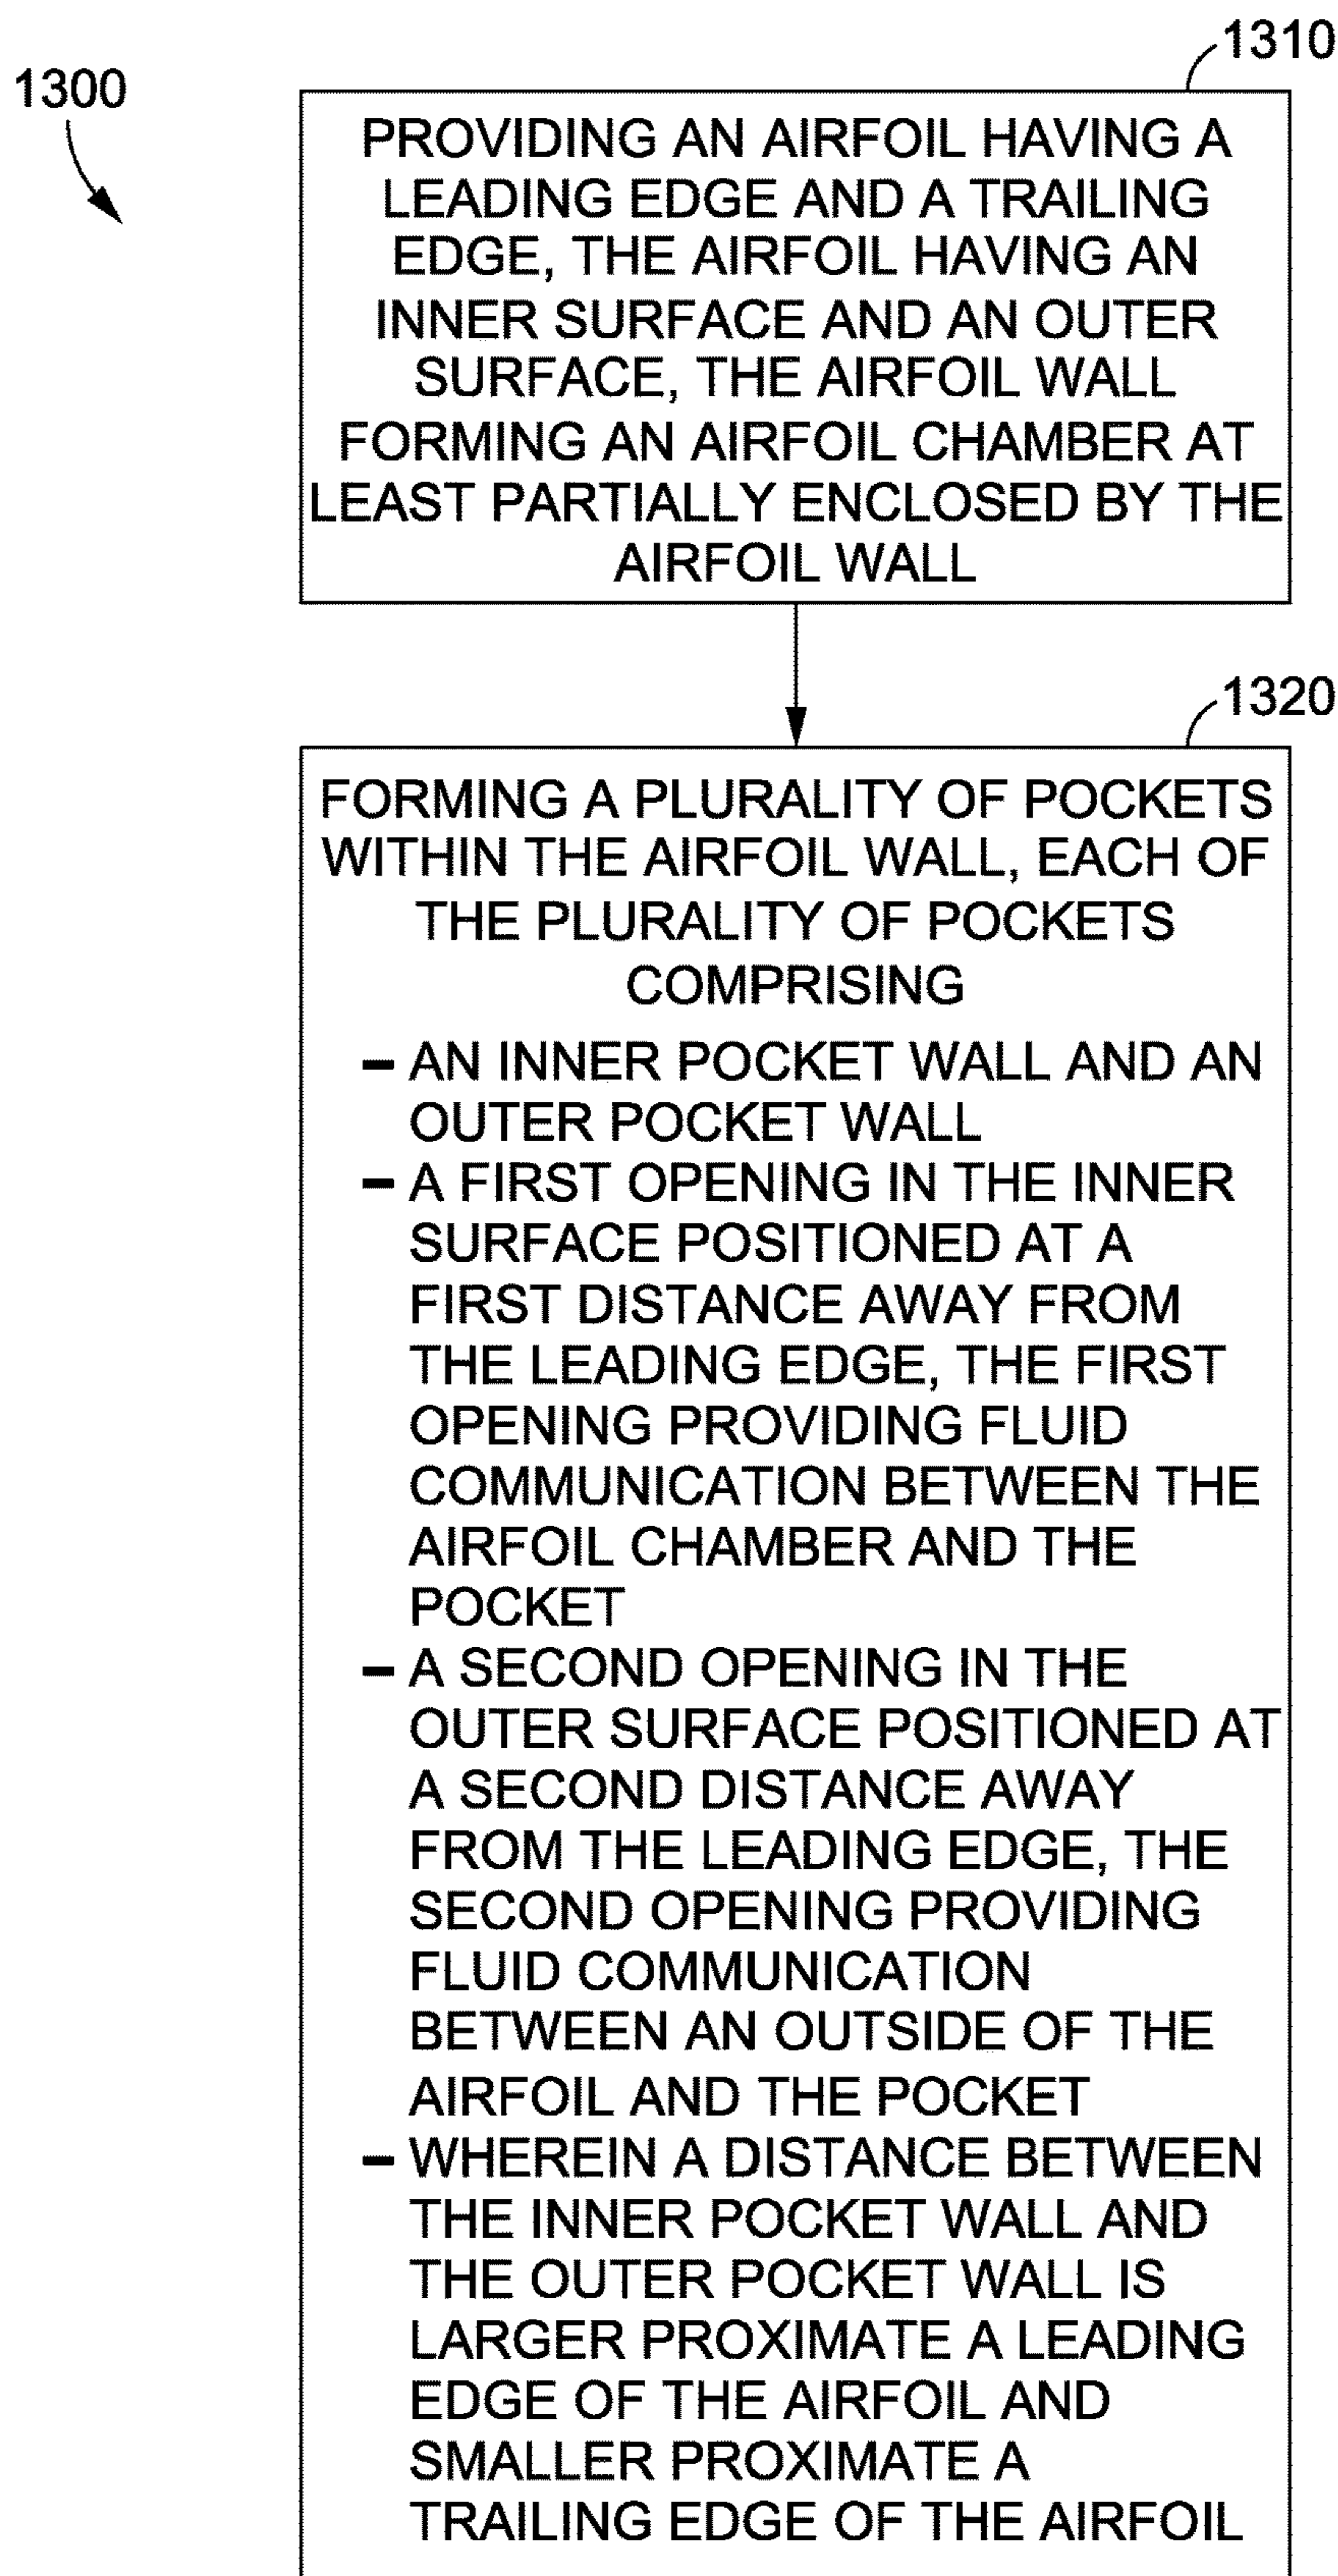 1300
1310
PROVIDING AN AIRFOIL HAVING A
LEADING EDGE AND A TRAILING
EDGE, THE AIRFOIL HAVING AN
INNER SURFACE AND AN OUTER
SURFACE, THE AIRFOIL WALL
FORMING AN AIRFOIL CHAMBER AT
LEAST PARTIALLY ENCLOSED BY THE
AIRFOIL WALL
1320
FORMING A PLURALITY OF POCKETS
WITHIN THE AIRFOIL WALL, EACH OF
THE PLURALITY OF POCKETS
COMPRISING
– AN INNER POCKET WALL AND AN
OUTER POCKET WALL
– A FIRST OPENING IN THE INNER
SURFACE POSITIONED AT A
FIRST DISTANCE AWAY FROM
THE LEADING EDGE, THE FIRST
OPENING PROVIDING FLUID
COMMUNICATION BETWEEN THE
AIRFOIL CHAMBER AND THE
POCKET
– A SECOND OPENING IN THE
OUTER SURFACE POSITIONED AT
A SECOND DISTANCE AWAY
FROM THE LEADING EDGE, THE
SECOND OPENING PROVIDING
FLUID COMMUNICATION
BETWEEN AN OUTSIDE OF THE
AIRFOIL AND THE POCKET
– WHEREIN A DISTANCE BETWEEN
THE INNER POCKET WALL AND
THE OUTER POCKET WALL IS
LARGER PROXIMATE A LEADING
EDGE OF THE AIRFOIL AND
SMALLER PROXIMATE A
TRAILING EDGE OF THE AIRFOIL